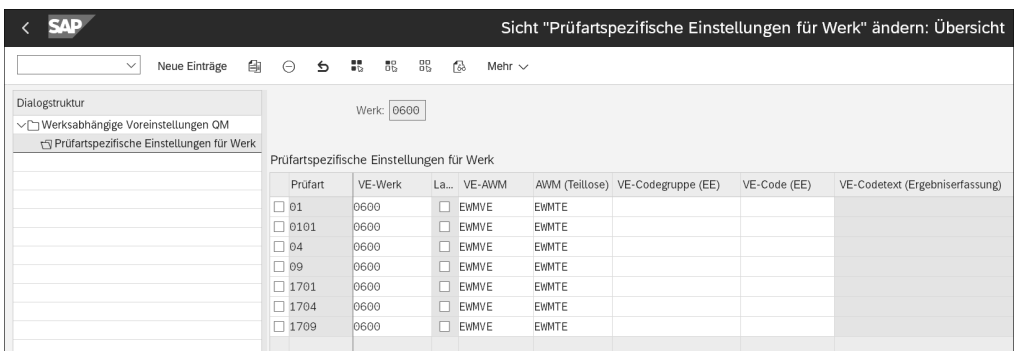 SAP Sicht "Prüfartspezifische Einstellungen für Werk" ändern: Übersicht
Neue Einträge Mehr
Dialogstruktur
Werksabhängige Voreinstellungen QM
Prüfartspezifische Einstellungen für Werk
Werk: 0600
Prüfartspezifische Einstellungen für Werk
Prüfart VE-Werk La... VE-AWM AWM (Teillose) VE-Codegruppe (EE) VE-Code (EE) VE-Codetext (Ergebniserfassung)
01 0600 EWMVE EWMTE
0101 0600 EWMVE EWMTE
04 0600 EWMVE EWMTE
09 0600 EWMVE EWMTE
1701 0600 EWMVE EWMTE
1704 0600 EWMVE EWMTE
1709 0600 EWMVE EWMTE